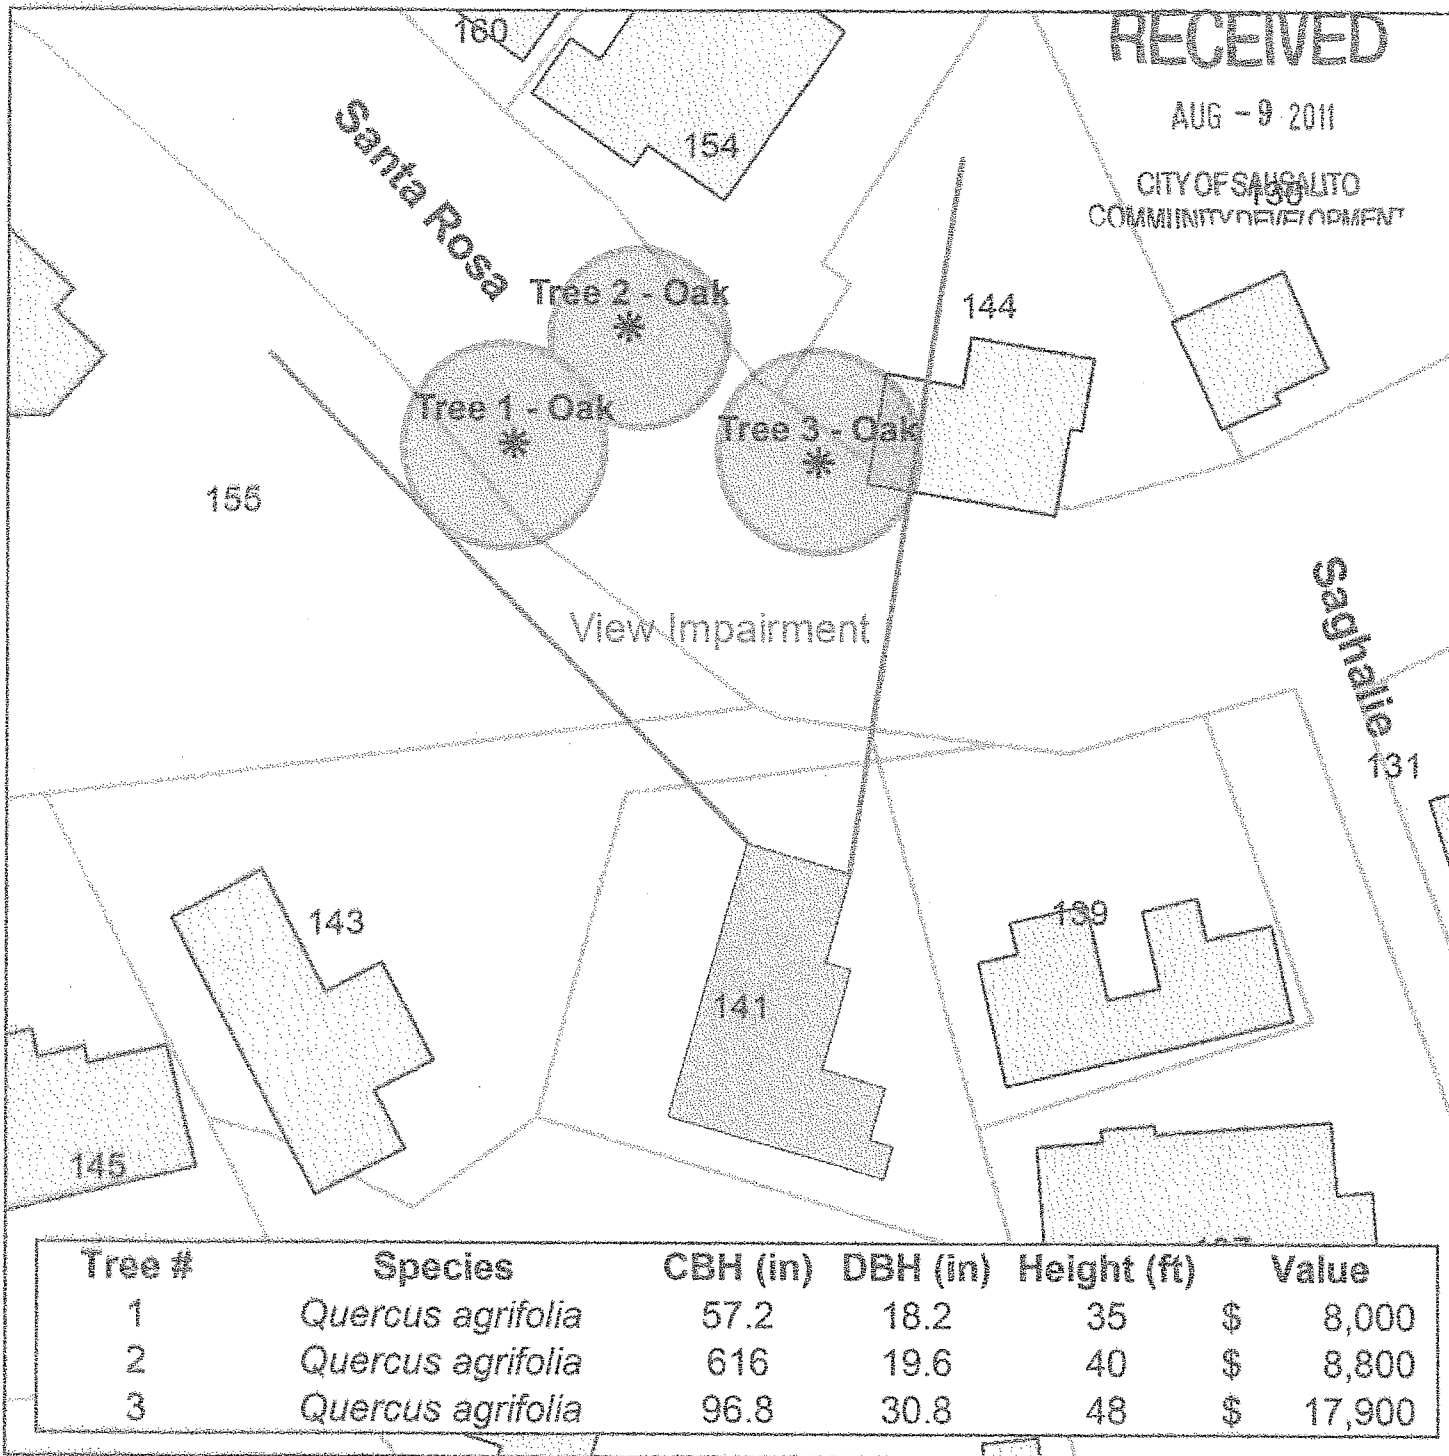 160
RECEIVED
AUG - 9 2011
154
CITY OF SAUSALITO
COMMUNITY DEVELOPMENT
Santa Rosa
Tree 2 - Oak
144
Tree 1 - Oak
Tree 3 - Oak
155
View Impairment
Saghalie
131
143
139
141
145
Tree # Species CBH (in) DBH (in) Height (ft) Value
1 Quercus agrifolia 57.2 18.2 35 $ 8,000
2 Quercus agrifolia 616 19.6 40 $ 8,800
3 Quercus agrifolia 96.8 30.8 48 $ 17,900